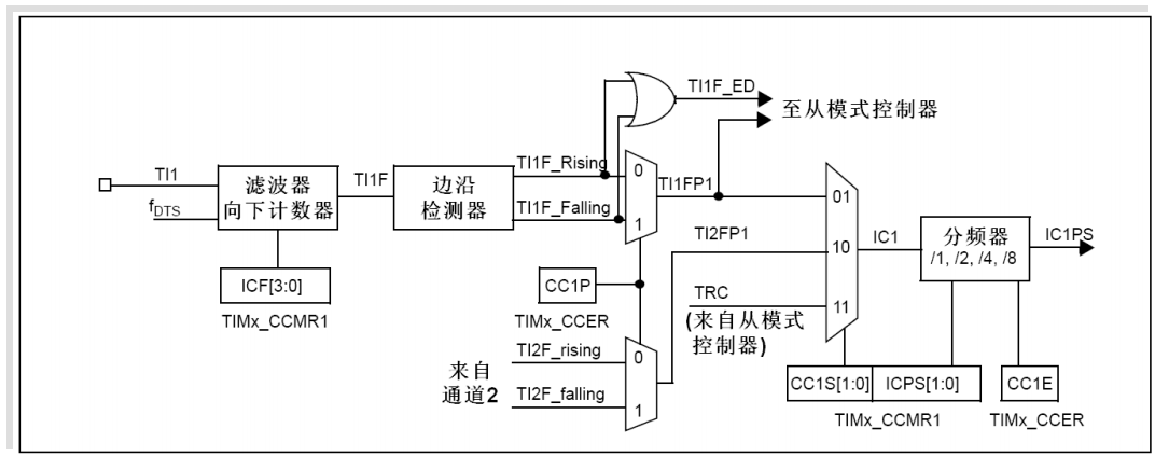 TI1F_ED
至从模式控制器
TI1
fDTS
滤波器
向下计数器
TI1F
边沿
检测器
TI1F_Rising
TI1F_Falling
0
1
TI1FP1
TI2FP1
TRC
(来自从模式
控制器)
01
10
11
IC1
分频器
/1, /2, /4, /8
IC1PS
ICF[3:0]
TIMx_CCMR1
CC1P
TIMx_CCER
来自
通道2
TI2F_rising
TI2F_falling
0
1
CC1S[1:0]
ICPS[1:0]
TIMx_CCMR1
CC1E
TIMx_CCER